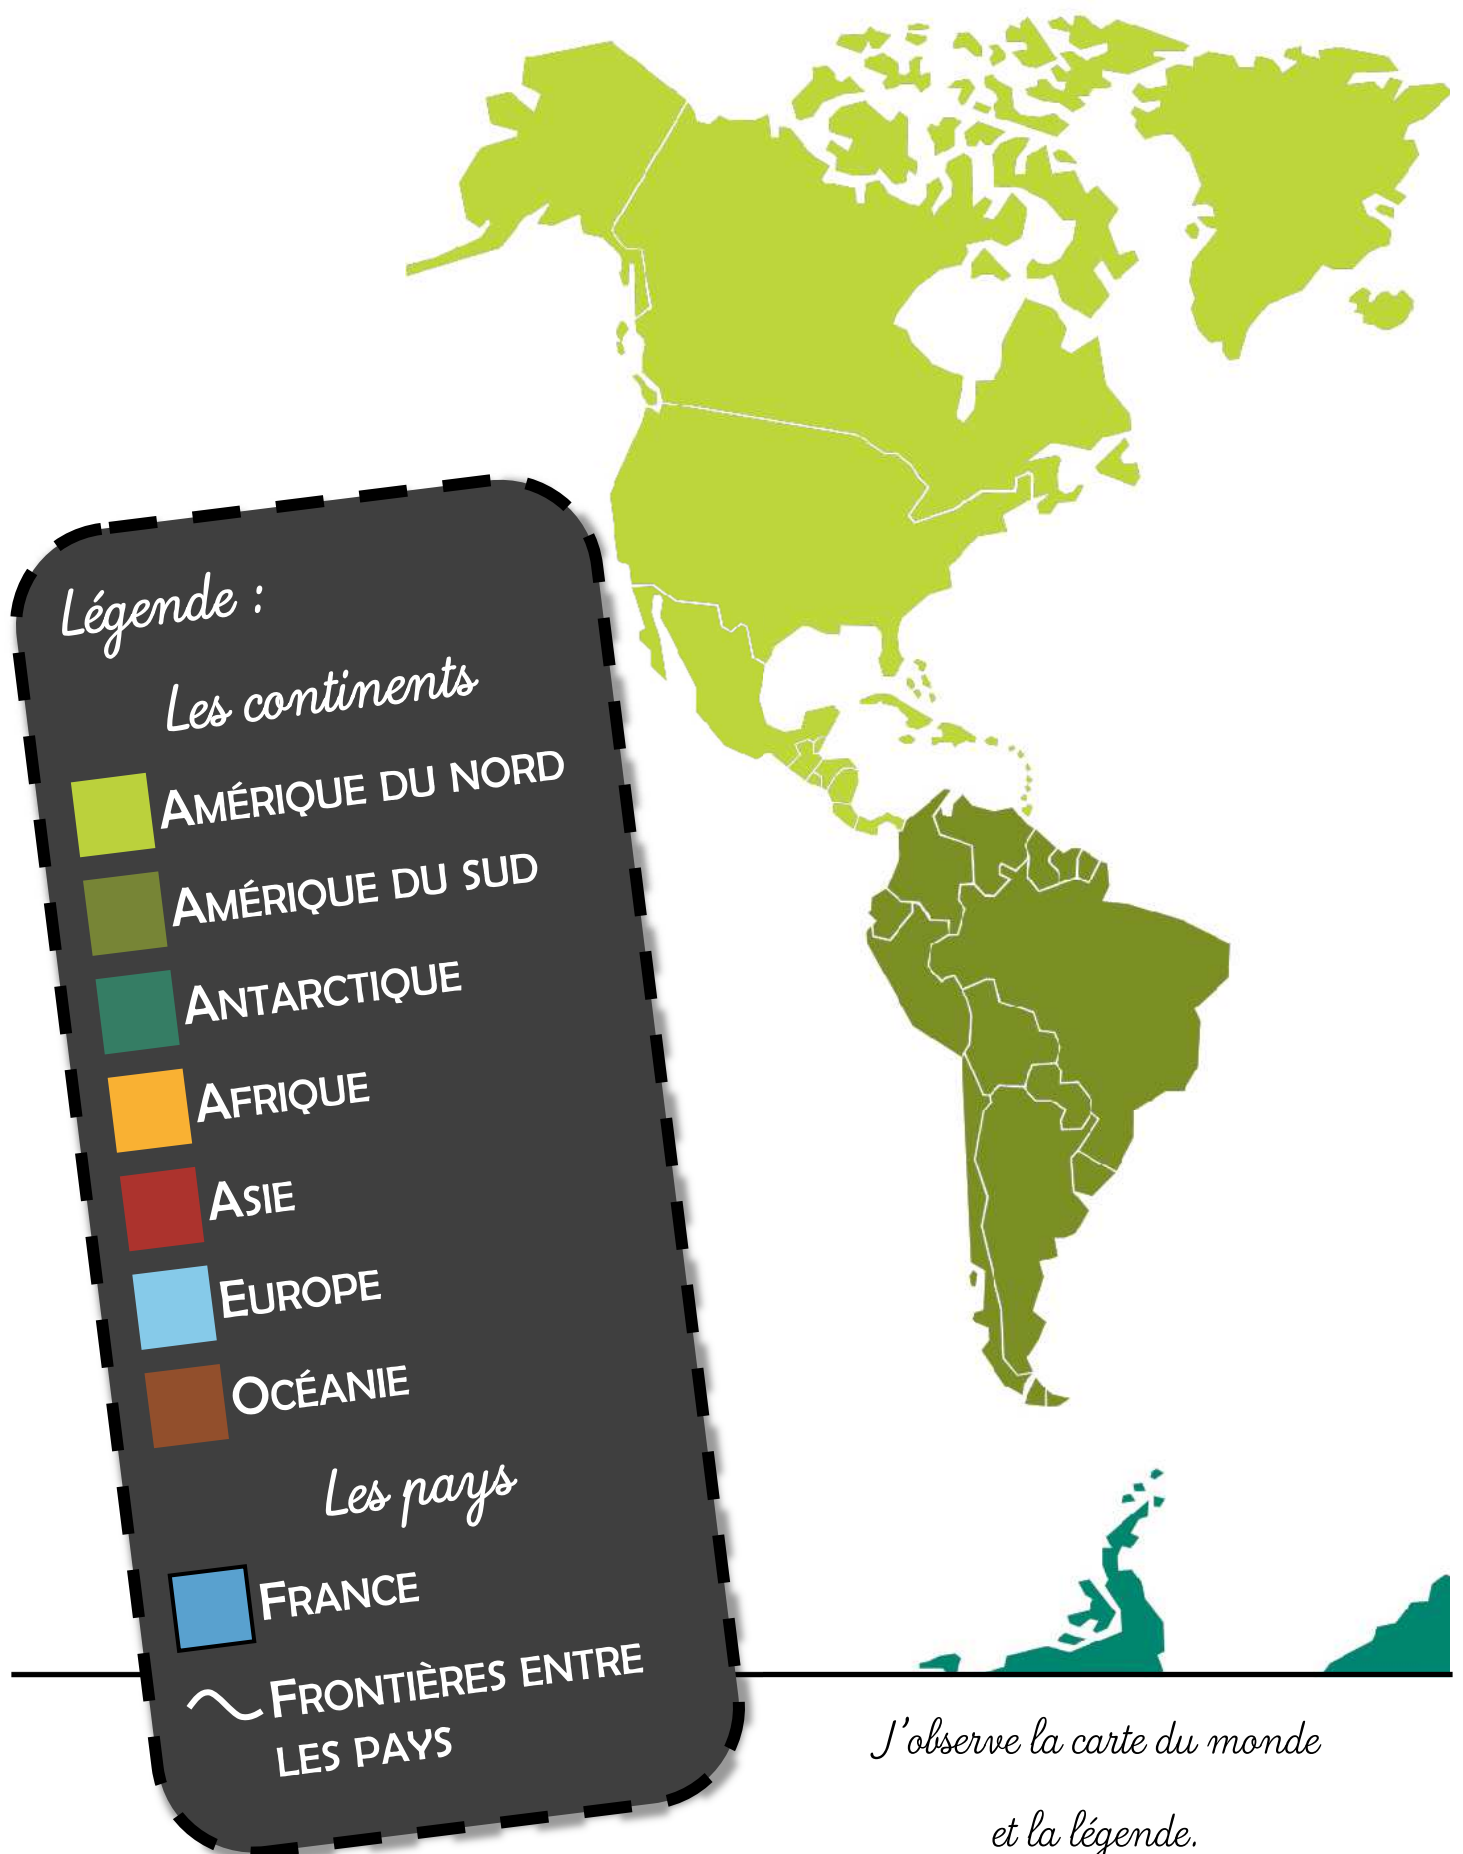 Légende :
Les continents
AMÉRIQUE DU NORD
AMÉRIQUE DU SUD
ANTARCTIQUE
AFRIQUE
ASIE
EUROPE
OCÉANIE
Les pays
FRANCE
FRONTIÈRES ENTRE
LES PAYS
J'observe la carte du monde
et la légende.